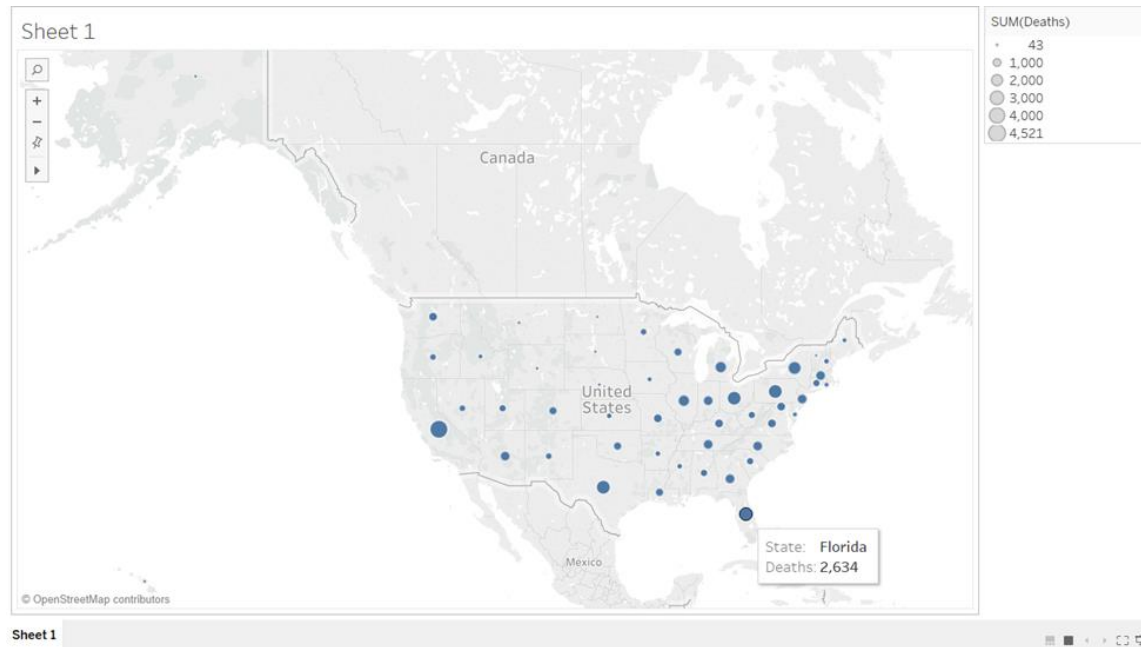 Sheet 1
SUM(Deaths)
43
1,000
2,000
3,000
4,000
4,521
Canada
United
States
State: Florida
Deaths: 2,634
Mexico
© OpenStreetMap contributors
Sheet 1